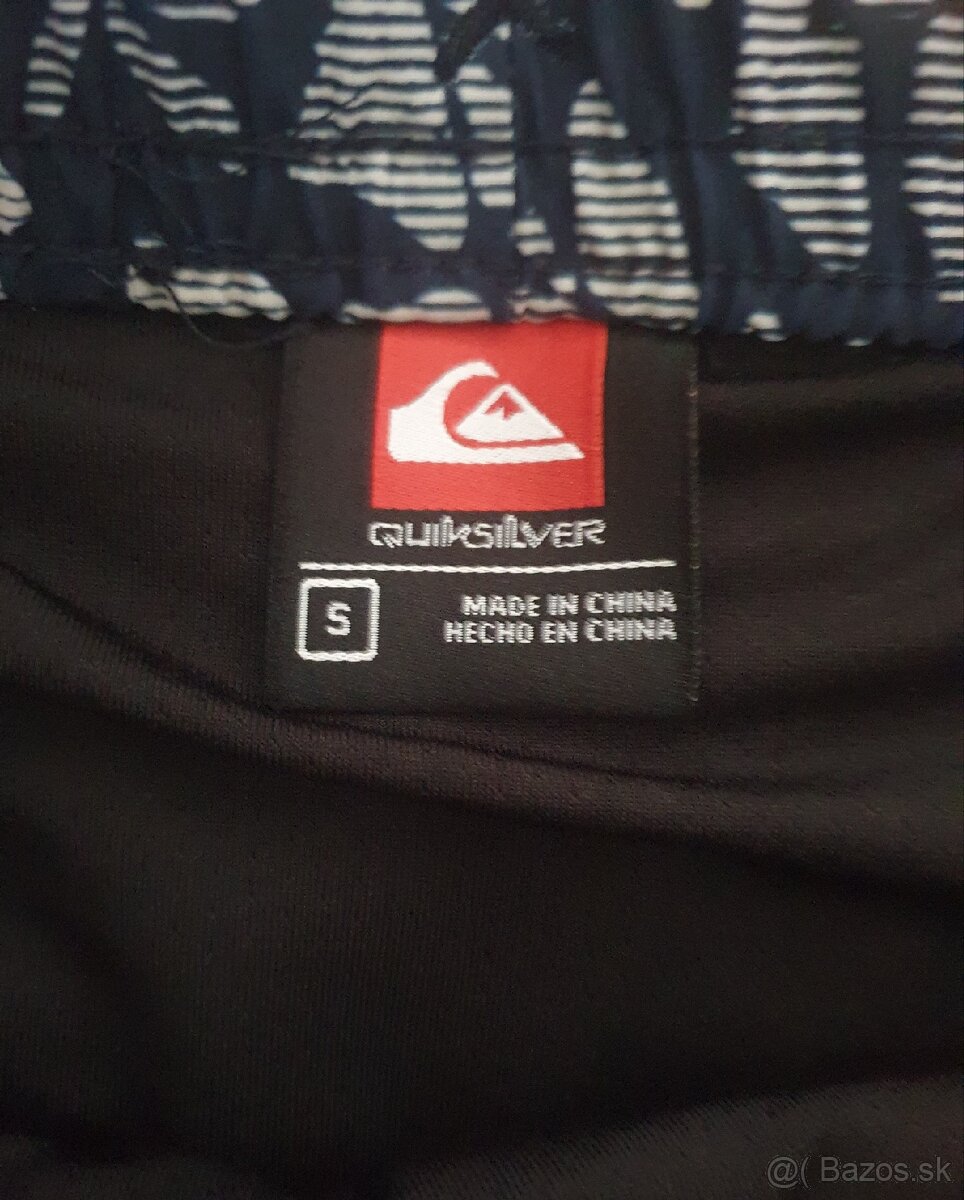 QUIKSILVER
S
MADE IN CHINA
HECHO EN CHINA
@( Bazos.sk